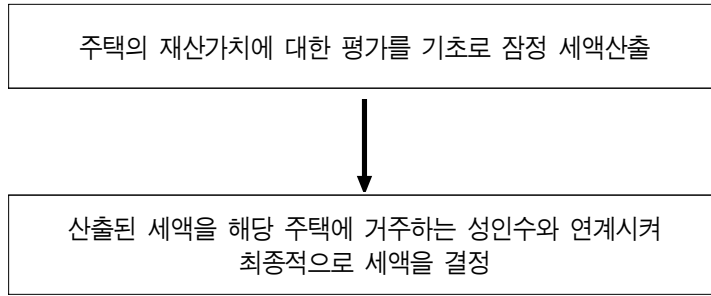 주택의 재산가치에 대한 평가를 기초로 잠정 세액산출
산출된 세액을 해당 주택에 거주하는 성인수와 연계시켜
최종적으로 세액을 결정